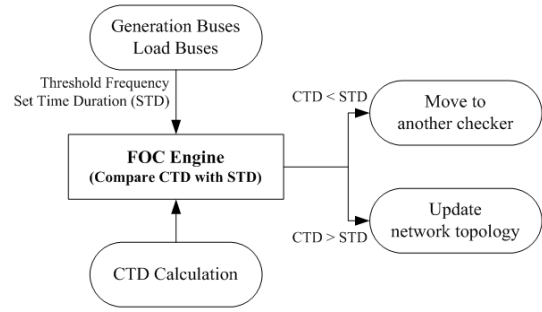 Generation Buses
Load Buses
Threshold Frequency
Set Time Duration (STD)
CTD < STD
Move to
another checker
FOC Engine
(Compare CTD with STD)
Update
network topology
CTD > STD
CTD Calculation